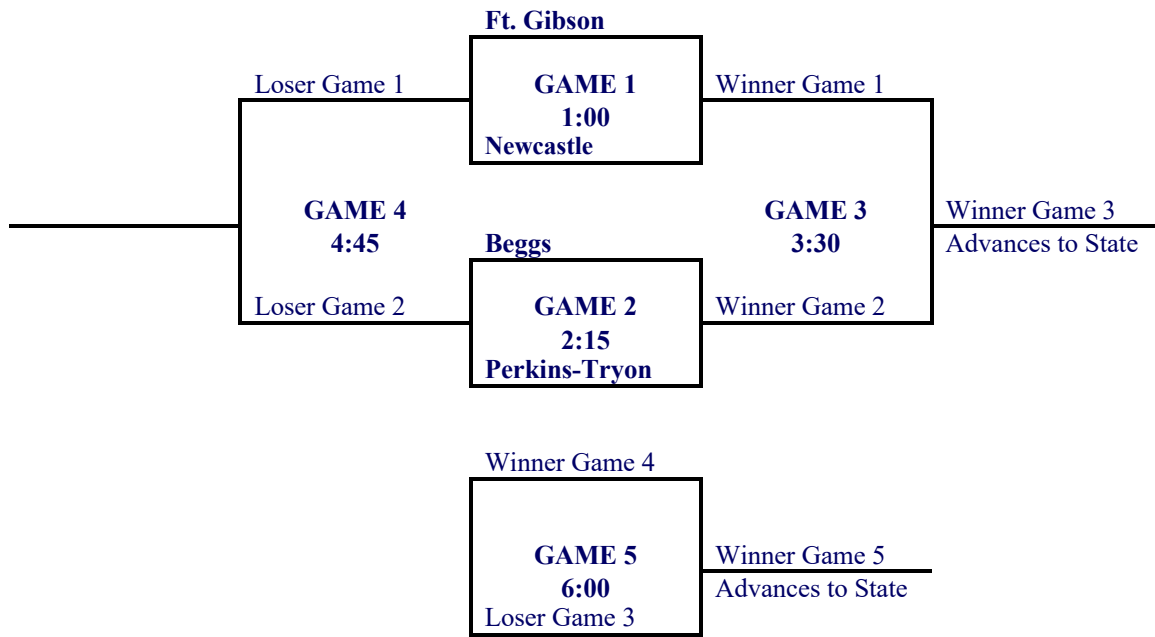 Ft. Gibson
Loser Game 1
GAME 1
Winner Game 1
1:00
Newcastle
GAME 4
GAME 3
Winner Game 3
4:45
Beggs
3:30
Advances to State
Loser Game 2
GAME 2
Winner Game 2
2:15
Perkins-Tryon
Winner Game 4
GAME 5
Winner Game 5
6:00
Advances to State
Loser Game 3